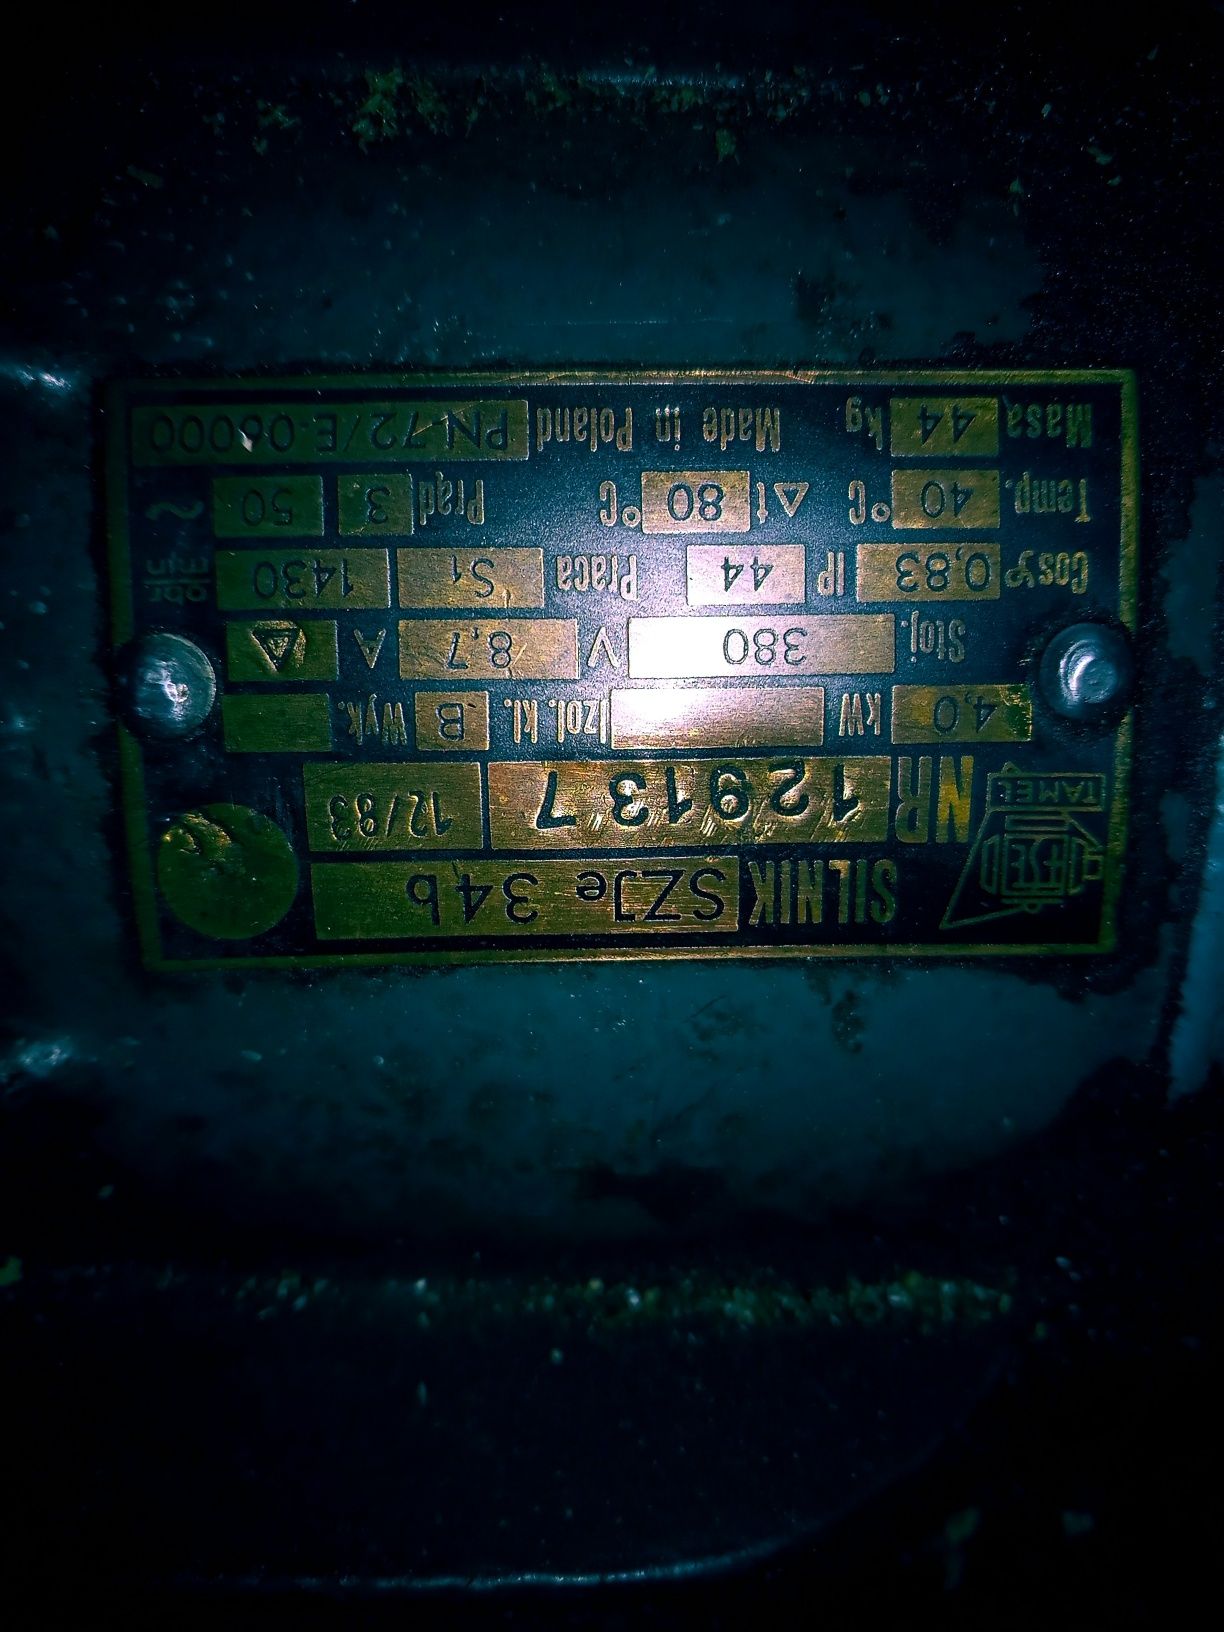 TAMEL SILNIK SZJe 34b
NR 129137 12/83
4,0 kW Izol. kl. B Wyk.
Stoj. 380 V 8,7 A
Cosφ 0,83 IP 44 Praca S1 1430 obr/min
Temp. 40 °C Δt 80 °C Prąd 3 50 ~
Masa 44 kg Made in Poland PN-72/E-06000